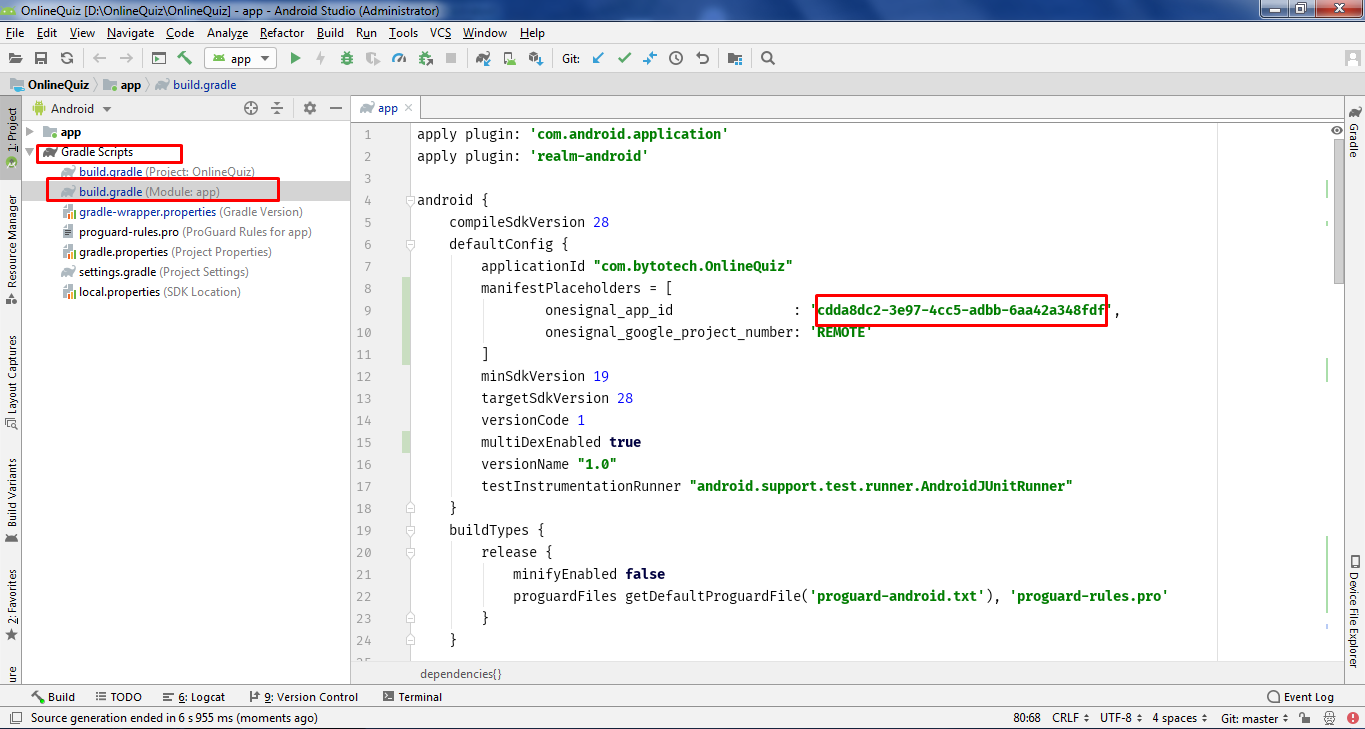 OnlineQuiz [D:\OnlineQuiz\OnlineQuiz] - app - Android Studio (Administrator)
File Edit View Navigate Code Analyze Refactor Build Run Tools VCS Window Help
app Git:
OnlineQuiz app build.gradle
1: Project
Resource Manager
Layout Captures
Build Variants
2: Favorites
Android
app
Gradle Scripts
build.gradle (Project: OnlineQuiz)
build.gradle (Module: app)
gradle-wrapper.properties (Gradle Version)
proguard-rules.pro (ProGuard Rules for app)
gradle.properties (Project Properties)
settings.gradle (Project Settings)
local.properties (SDK Location)
app
1 apply plugin: 'com.android.application'
2 apply plugin: 'realm-android'
3
4 android {
5 compileSdkVersion 28
6 defaultConfig {
7 applicationId "com.bytotech.OnlineQuiz"
8 manifestPlaceholders = [
9 onesignal_app_id : 'cdda8dc2-3e97-4cc5-adbb-6aa42a348fdf',
10 onesignal_google_project_number: 'REMOTE'
11 ]
12 minSdkVersion 19
13 targetSdkVersion 28
14 versionCode 1
15 multiDexEnabled true
16 versionName "1.0"
17 testInstrumentationRunner "android.support.test.runner.AndroidJUnitRunner"
18 }
19 buildTypes {
20 release {
21 minifyEnabled false
22 proguardFiles getDefaultProguardFile('proguard-android.txt'), 'proguard-rules.pro'
23 }
24 }
dependencies{}
Gradle
Device File Explorer
Build TODO 6: Logcat 9: Version Control Terminal Event Log
Source generation ended in 6 s 955 ms (moments ago) 80:68 CRLF UTF-8 4 spaces Git: master